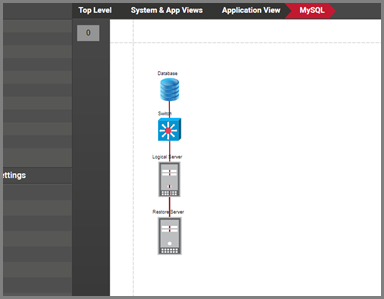 Top Level System & App Views Application View MySQL
0
Database
Switch
Logical Server
ettings
Restore Server